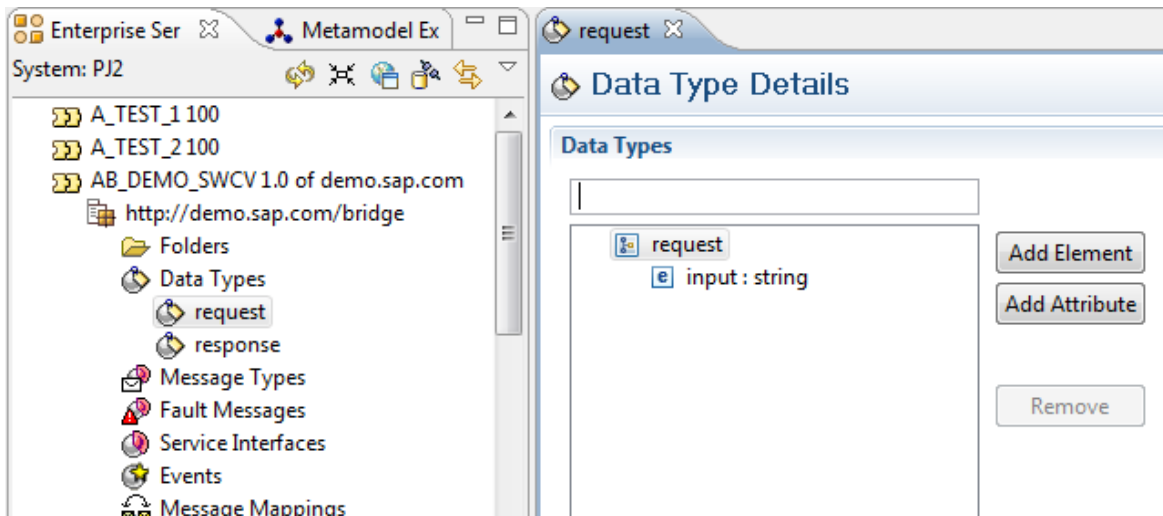 Enterprise Ser
Metamodel Ex
System: PJ2
A_TEST_1 100
A_TEST_2 100
AB_DEMO_SWCV 1.0 of demo.sap.com
http://demo.sap.com/bridge
Folders
Data Types
request
response
Message Types
Fault Messages
Service Interfaces
Events
Message Mappings
request
Data Type Details
Data Types
request
e input : string
Add Element
Add Attribute
Remove